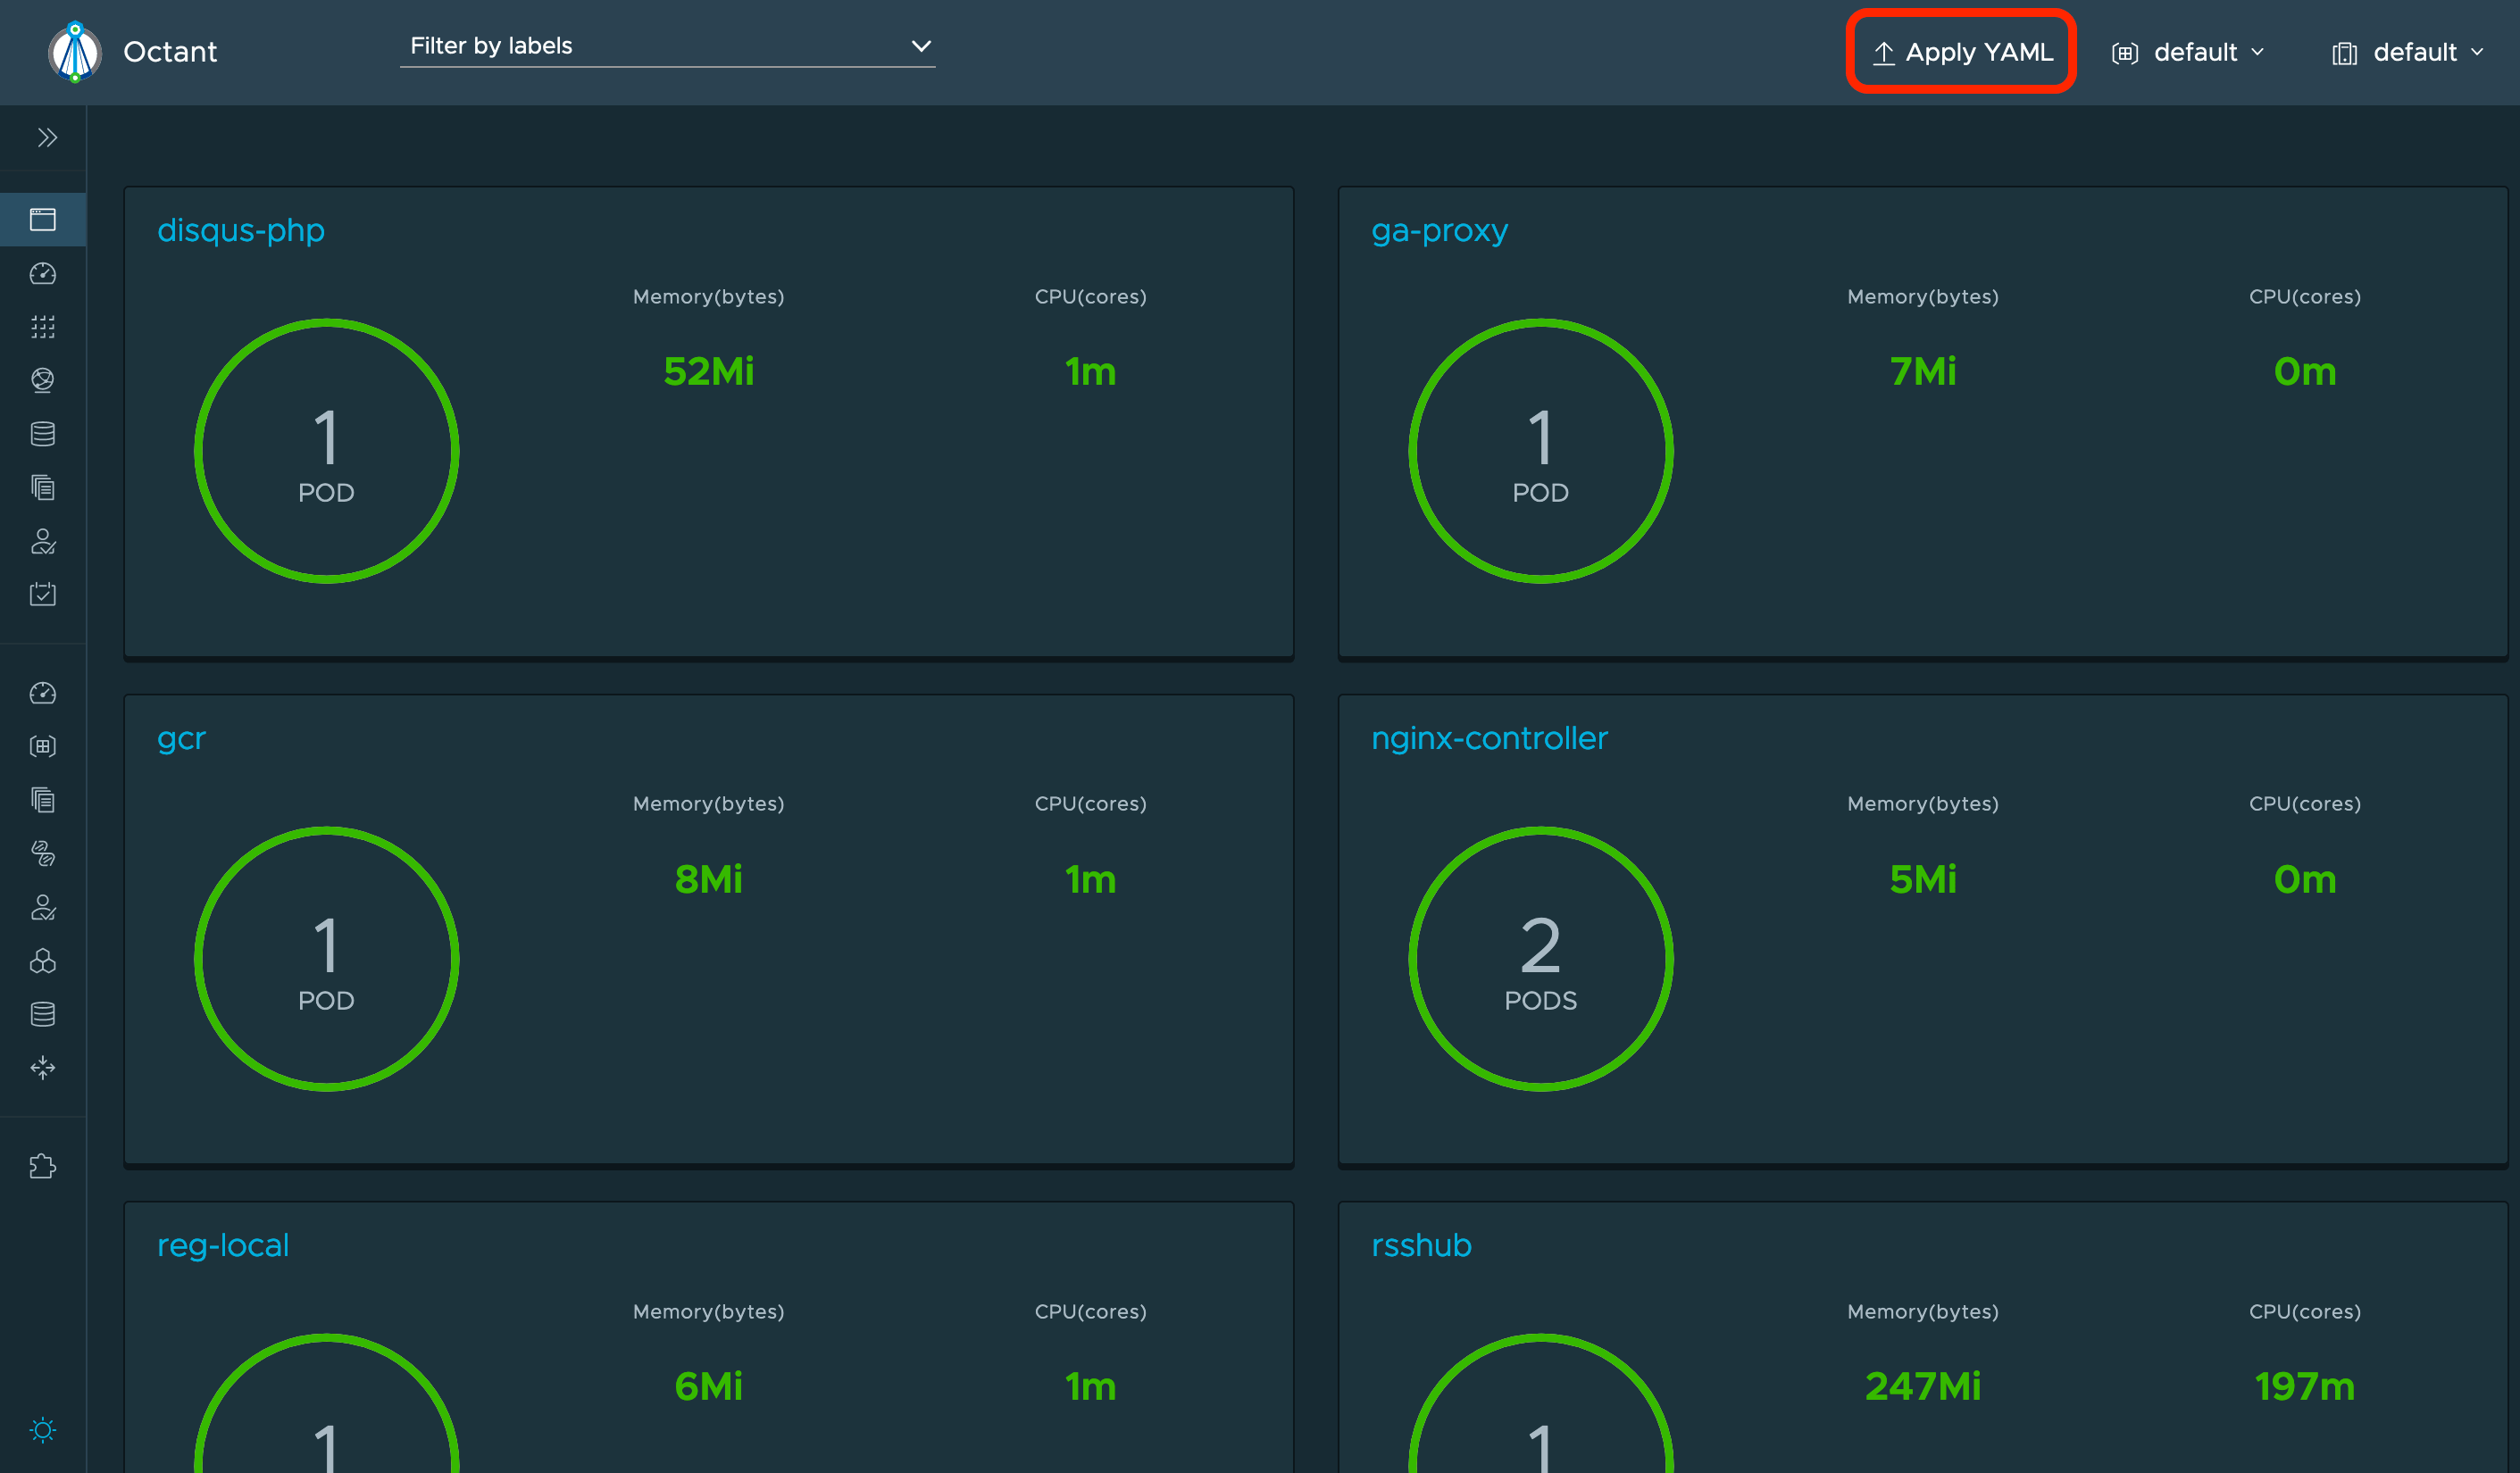 Octant
Filter by labels
Apply YAML
default
default
disqus-php
Memory(bytes)
CPU(cores)
52Mi
1m
1
POD
ga-proxy
Memory(bytes)
CPU(cores)
7Mi
0m
1
POD
gcr
Memory(bytes)
CPU(cores)
8Mi
1m
1
POD
nginx-controller
Memory(bytes)
CPU(cores)
5Mi
0m
2
PODS
reg-local
Memory(bytes)
CPU(cores)
6Mi
1m
1
rsshub
Memory(bytes)
CPU(cores)
247Mi
197m
1